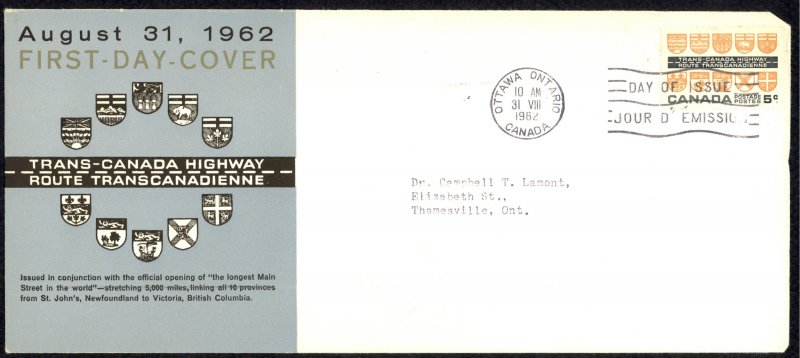 August 31, 1962
FIRST-DAY-COVER
TRANS-CANADA HIGHWAY
ROUTE TRANSCANADIENNE
Issued in conjunction with the official opening of "the longest Main
Street in the world"—stretching 5,000 miles, linking all 10 provinces
from St. John's, Newfoundland to Victoria, British Columbia.
OTTAWA ONTARIO
10 AM
31 VIII
1962
CANADA
TRANS-CANADA HIGHWAY
ROUTE TRANSCANADIENNE
CANADA POSTAGE POSTES 5c
DAY OF ISSUE
JOUR D'EMISSION
Dr. Campbell T. Lamont,
Elizabeth St.,
Thamesville, Ont.